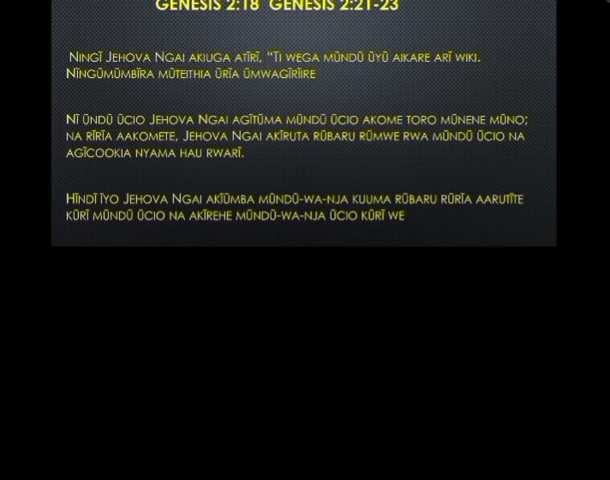 GENESIS 2:18 GENESIS 2:21-23
NINGĨ JEHOVA NGAI AKIUGA ATĨRĨ, “TI WEGA MŨNDŨ ŨYŨ AIKARE ARĨ WIKI.
NĨNGŨMŨMBĨRA MŨTEITHIA ŨRĨA ŨMWAGĨRĨIRE
NĨ ŨNDŨ ŨCIO JEHOVA NGAI AGĨTŨMA MŨNDŨ ŨCIO AKOME TORO MŨNENE MŨNO;
NA RĨRĨA AAKOMETE, JEHOVA NGAI AKĨRUTA RŨBARU RŨMWE RWA MŨNDŨ ŨCIO NA
AGĨCOOKIA NYAMA HAU RWARĨ.
HĨNDĨ ĨYO JEHOVA NGAI AKĨŨMBA MŨNDŨ-WA-NJA KUUMA RŨBARU RŨRĨA AARUTĨTE
KŨRĨ MŨNDŨ ŨCIO NA AKĨREHE MŨNDŨ-WA-NJA ŨCIO KŨRĨ WE